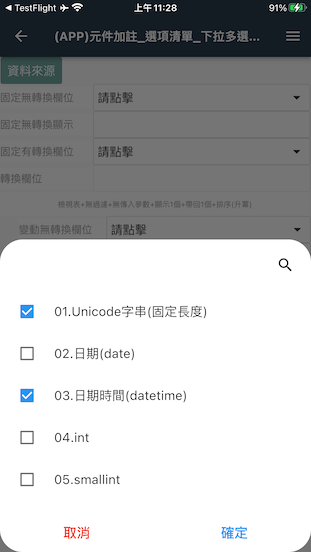 TestFlight 上午 11:28 91%
(APP)元件加註_選項清單_下拉多選...
資料來源
固定無轉換欄位 請點擊
固定無轉換顯示
固定有轉換欄位 請點擊
轉換欄位
檢視表+無過濾+無傳入參數+顯示1個+帶回1個+排序(升冪)
變動無轉換欄位 請點擊
01.Unicode字串(固定長度)
02.日期(date)
03.日期時間(datetime)
04.int
05.smallint
取消 確定